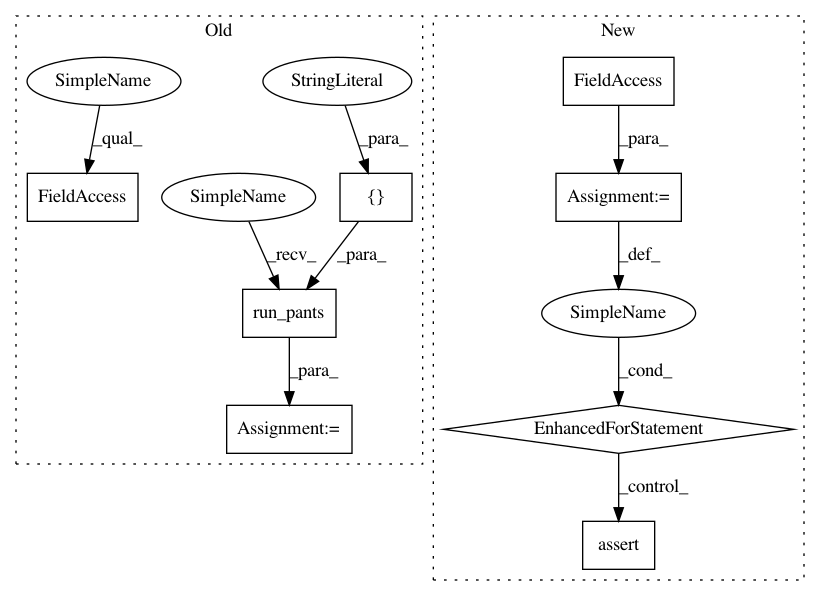 Old
New
SimpleName
StringLiteral
FieldAccess
_qual_
_para_
_para_
FieldAccess
SimpleName
{}
Assignment:=
_recv_
_para_
_def_
run_pants
SimpleName
_para_
_cond_
Assignment:=
EnhancedForStatement
_control_
assert